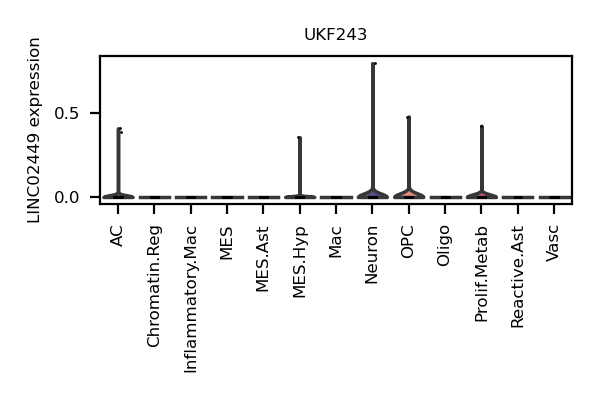 UKF243
LINC02449 expression
0.5
0.0
AC
Chromatin.Reg
Inflammatory.Mac
MES
MES.Ast
MES.Hyp
Mac
Neuron
OPC
Oligo
Prolif.Metab
Reactive.Ast
Vasc